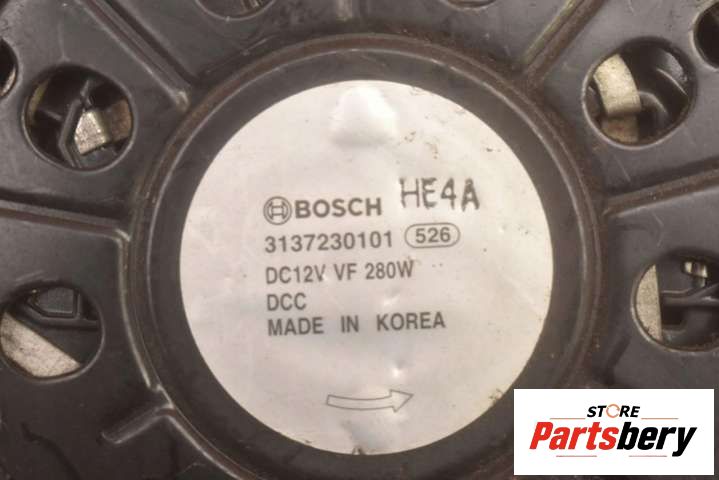 BOSCH HE4A
3137230101 526
DC12V VF 280W
DCC
MADE IN KOREA
STORE
Partsbery